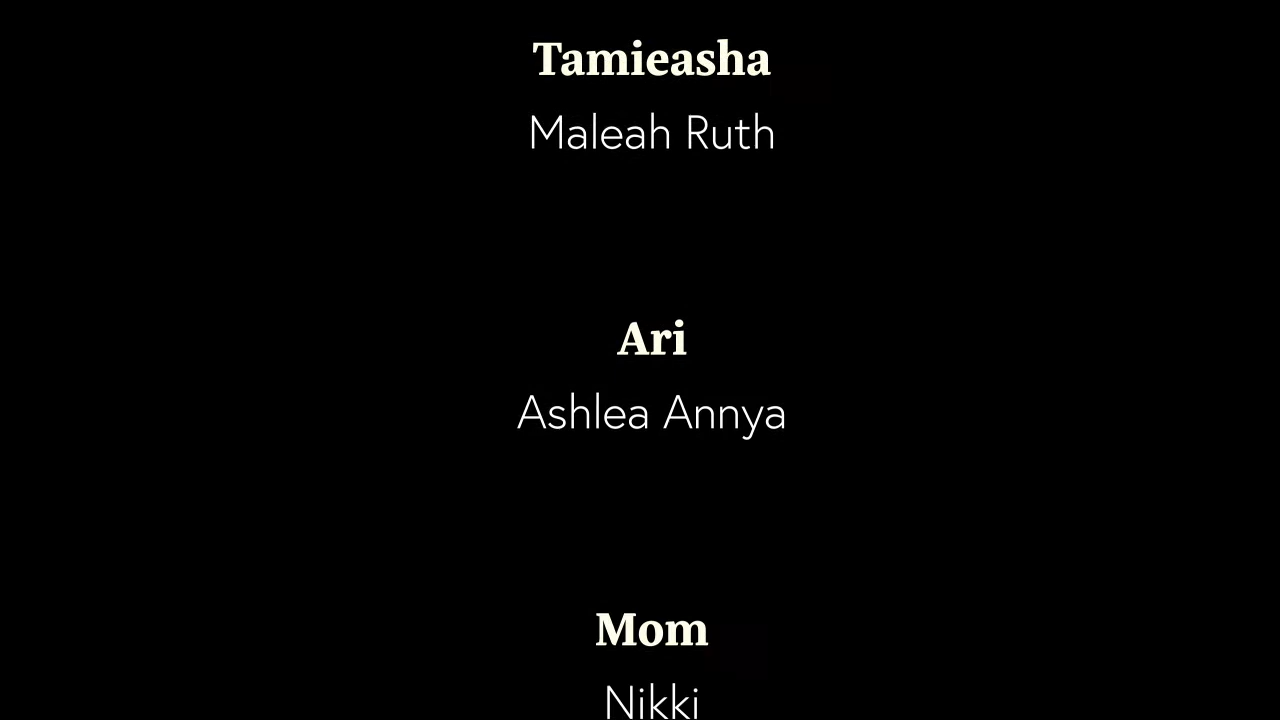 Tamieasha
Maleah Ruth
Ari
Ashlea Annya
Mom
Nikki